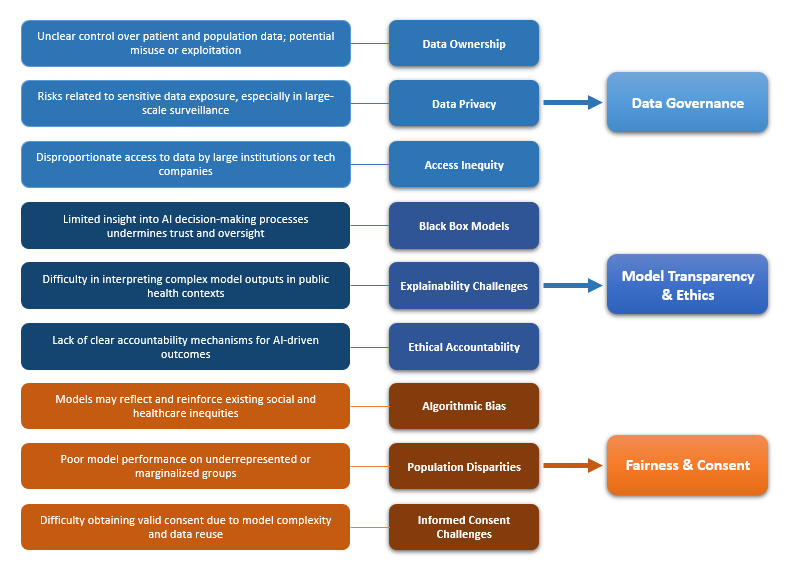 Unclear control over patient and population data; potential
misuse or exploitation
Data Ownership
Risks related to sensitive data exposure, especially in large-
scale surveillance
Data Privacy
Data Governance
Disproportionate access to data by large institutions or tech
companies
Access Inequity
Limited insight into AI decision-making processes
undermines trust and oversight
Black Box Models
Difficulty in interpreting complex model outputs in public
health contexts
Explainability Challenges
Model Transparency
& Ethics
Lack of clear accountability mechanisms for AI-driven
outcomes
Ethical Accountability
Models may reflect and reinforce existing social and
healthcare inequities
Algorithmic Bias
Poor model performance on underrepresented or
marginalized groups
Population Disparities
Fairness & Consent
Difficulty obtaining valid consent due to model complexity
and data reuse
Informed Consent
Challenges